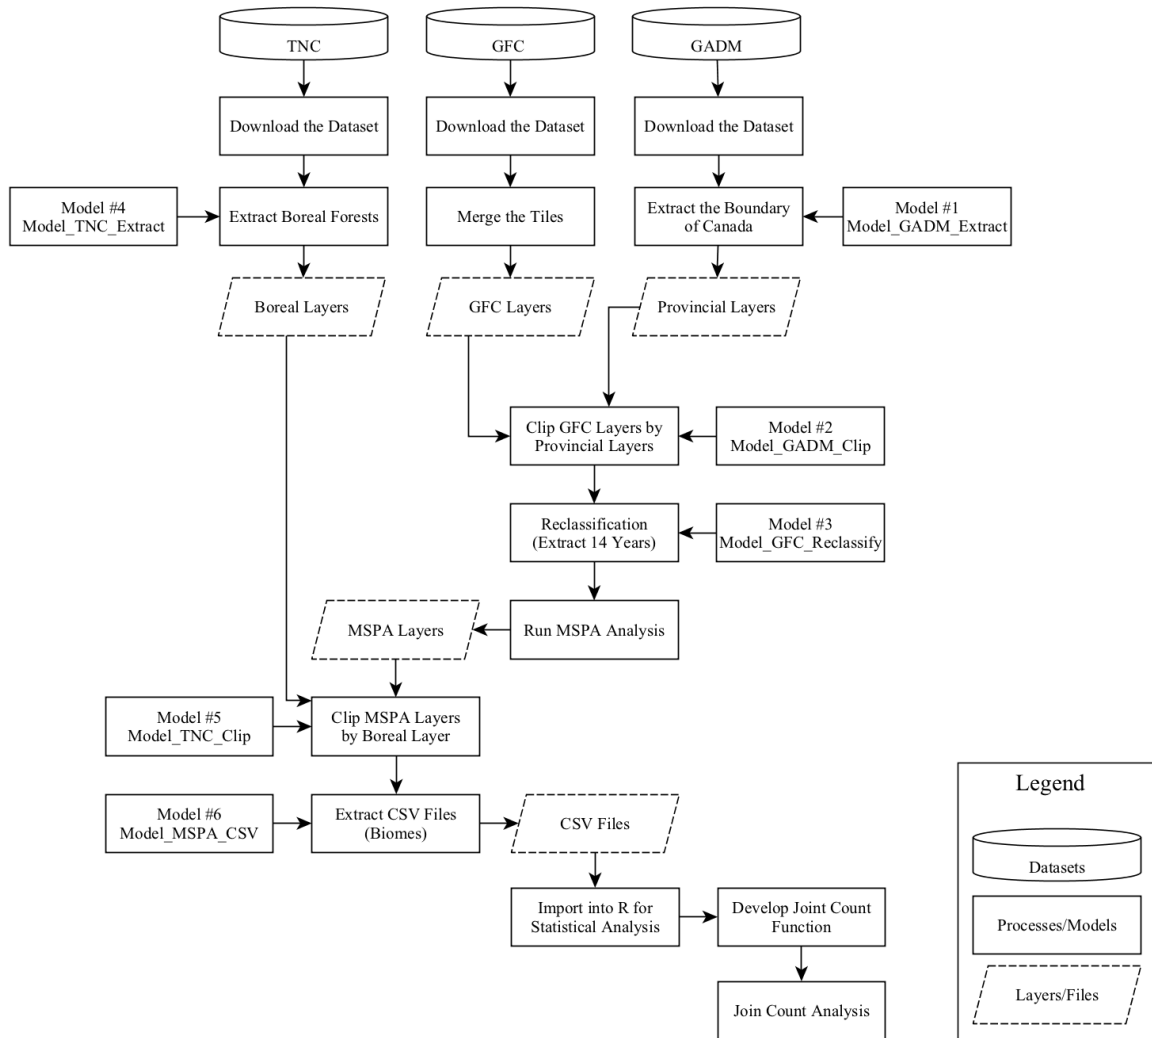 TNC
GFC
GADM
Download the Dataset
Download the Dataset
Download the Dataset
Model #4
Model_TNC_Extract
Extract Boreal Forests
Merge the Tiles
Extract the Boundary
of Canada
Model #1
Model_GADM_Extract
Boreal Layers
GFC Layers
Provincial Layers
Clip GFC Layers by
Provincial Layers
Model #2
Model_GADM_Clip
Reclassification
(Extract 14 Years)
Model #3
Model_GFC_Reclassify
MSPA Layers
Run MSPA Analysis
Model #5
Model_TNC_Clip
Clip MSPA Layers
by Boreal Layer
Model #6
Model_MSPA_CSV
Extract CSV Files
(Biomes)
CSV Files
Import into R for
Statistical Analysis
Develop Joint Count
Function
Join Count Analysis
Legend
Datasets
Processes/Models
Layers/Files